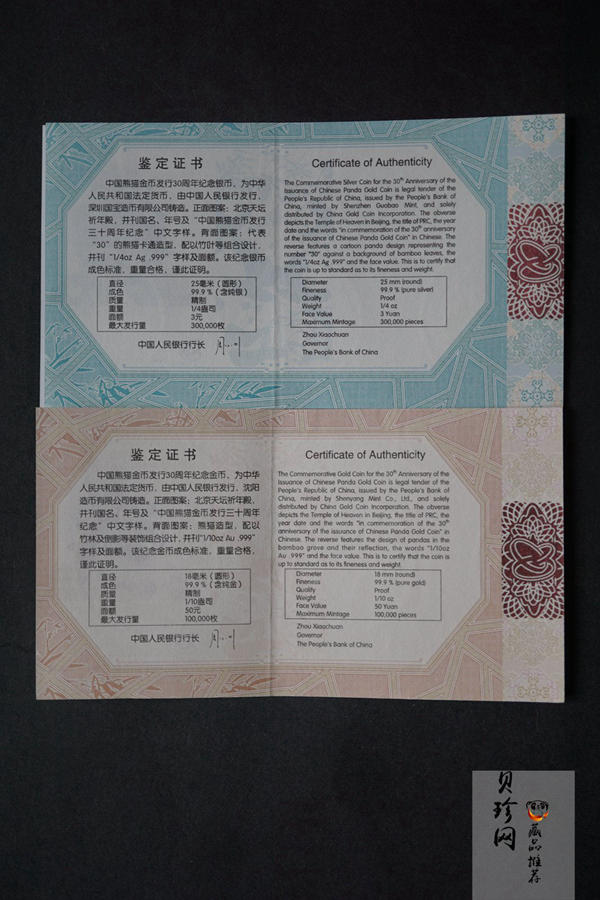 鉴定证书
中国熊猫金币发行30周年纪念银币，为中华
人民共和国法定货币，由中国人民银行发行，
深圳国宝造币有限公司铸造。正面图案：北京天坛
祈年殿，并刊国名、年号及“中国熊猫金币发行
三十周年纪念”中文字样。背面图案：代表
“30”的熊猫卡通造型，配以竹叶等组合设计，
并刊“1/4oz Ag .999”字样及面额。该纪念银币
成色标准，重量合格，谨此证明。
直径 25毫米（圆形）
成色 99.9％（含纯银）
质量 精制
重量 1/4盎司
面额 3元
最大发行量 300,000枚
中国人民银行行长
Certificate of Authenticity
The Commemorative Silver Coin for the 30th Anniversary of the
Issuance of Chinese Panda Gold Coin is legal tender of the
People's Republic of China, issued by the People's Bank of
China, minted by Shenzhen Guobao Mint, and solely
distributed by China Gold Coin Incorporation. The obverse
depicts the Temple of Heaven in Beijing, the title of PRC, the year
date and the words "in commemoration of the 30th anniversary
of the issuance of Chinese Panda Gold Coin" in Chinese. The
reverse features a cartoon panda design representing the
number "30" against a background of bamboo leaves, the
words "1/4oz Ag .999" and the face value. This is to certify that
the coin is up to standard as to its fineness and weight.
Diameter 25 mm (round)
Fineness 99.9 % (pure silver)
Quality Proof
Weight 1/4 oz
Face Value 3 Yuan
Maximum Mintage 300,000 pieces
Zhou Xiaochuan
Governor
The People's Bank of China
鉴定证书
中国熊猫金币发行30周年纪念金币，为中华
人民共和国法定货币，由中国人民银行发行，沈阳
造币有限公司铸造。正面图案：北京天坛祈年殿，
并刊国名、年号及“中国熊猫金币发行三十周年纪
念”中文字样。背面图案：熊猫造型，配以
竹林及倒影等装饰组合设计，并刊“1/10oz Au .999”
字样及面额。该纪念金币成色标准，重量合格，
谨此证明。
直径 18毫米（圆形）
成色 99.9％（含纯金）
质量 精制
重量 1/10盎司
面额 50元
最大发行量 100,000枚
中国人民银行行长
Certificate of Authenticity
The Commemorative Gold Coin for the 30th Anniversary of the
Issuance of Chinese Panda Gold Coin is legal tender of the
People's Republic of China, issued by the People's Bank of
China, minted by Shenyang Mint Co., Ltd., and solely
distributed by China Gold Coin Incorporation. The obverse
depicts the Temple of Heaven in Beijing, the title of PRC, the
year date and the words "in commemoration of the 30th
anniversary of the issuance of Chinese Panda Gold Coin" in
Chinese. The reverse features the design of pandas in the
bamboo grove and their reflection, the words "1/10oz
Au .999" and the face value. This is to certify that the coin is
up to standard as to its fineness and weight.
Diameter 18 mm (round)
Fineness 99.9 % (pure gold)
Quality Proof
Weight 1/10 oz
Face Value 50 Yuan
Maximum Mintage 100,000 pieces
Zhou Xiaochuan
Governor
The People's Bank of China
贝珍网
藏品推荐